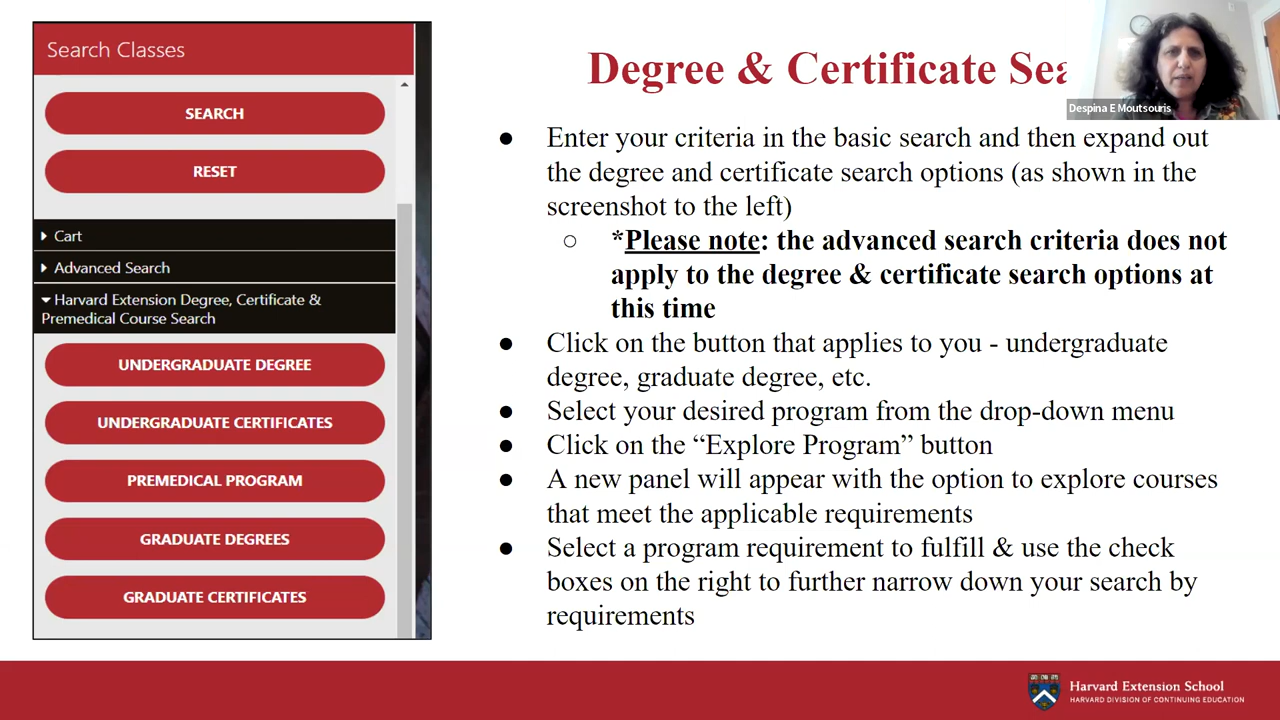 Search Classes
SEARCH
RESET
Cart
Advanced Search
Harvard Extension Degree, Certificate &
Premedical Course Search
UNDERGRADUATE DEGREE
UNDERGRADUATE CERTIFICATES
PREMEDICAL PROGRAM
GRADUATE DEGREES
GRADUATE CERTIFICATES
Degree & Certificate
Despina E Moutsouris
Enter your criteria in the basic search and then expand out
the degree and certificate search options (as shown in the
screenshot to the left)
*Please note: the advanced search criteria does not
apply to the degree & certificate search options at
this time
Click on the button that applies to you - undergraduate
degree, graduate degree, etc.
Select your desired program from the drop-down menu
Click on the “Explore Program” button
A new panel will appear with the option to explore courses
that meet the applicable requirements
Select a program requirement to fulfill & use the check
boxes on the right to further narrow down your search by
requirements
Harvard Extension School
HARVARD DIVISION OF CONTINUING EDUCATION